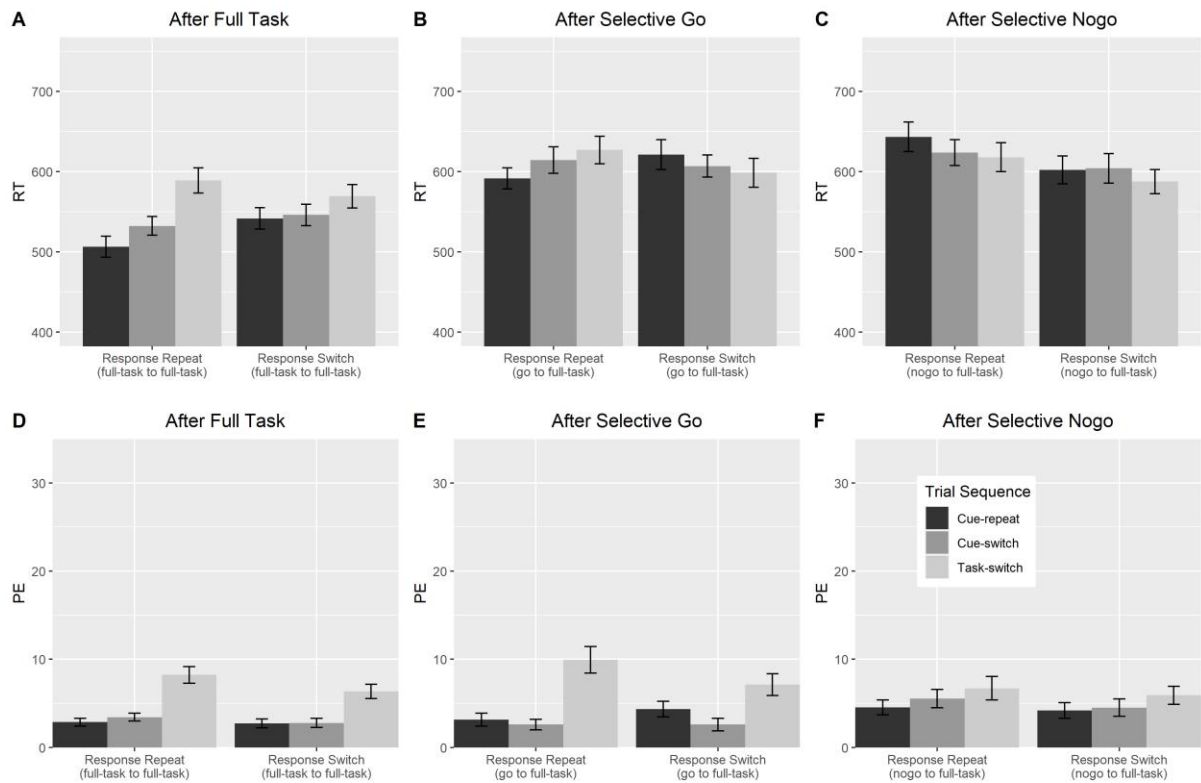 A After Full Task
RT
700
600
500
400
Response Repeat
(full-task to full-task)
Response Switch
(full-task to full-task)
B After Selective Go
RT
700
600
500
400
Response Repeat
(go to full-task)
Response Switch
(go to full-task)
C After Selective Nogo
RT
700
600
500
400
Response Repeat
(nogo to full-task)
Response Switch
(nogo to full-task)
D After Full Task
PE
30
20
10
0
Response Repeat
(full-task to full-task)
Response Switch
(full-task to full-task)
E After Selective Go
PE
30
20
10
0
Response Repeat
(go to full-task)
Response Switch
(go to full-task)
F After Selective Nogo
PE
30
20
10
0
Trial Sequence
Cue-repeat
Cue-switch
Task-switch
Response Repeat
(nogo to full-task)
Response Switch
(nogo to full-task)